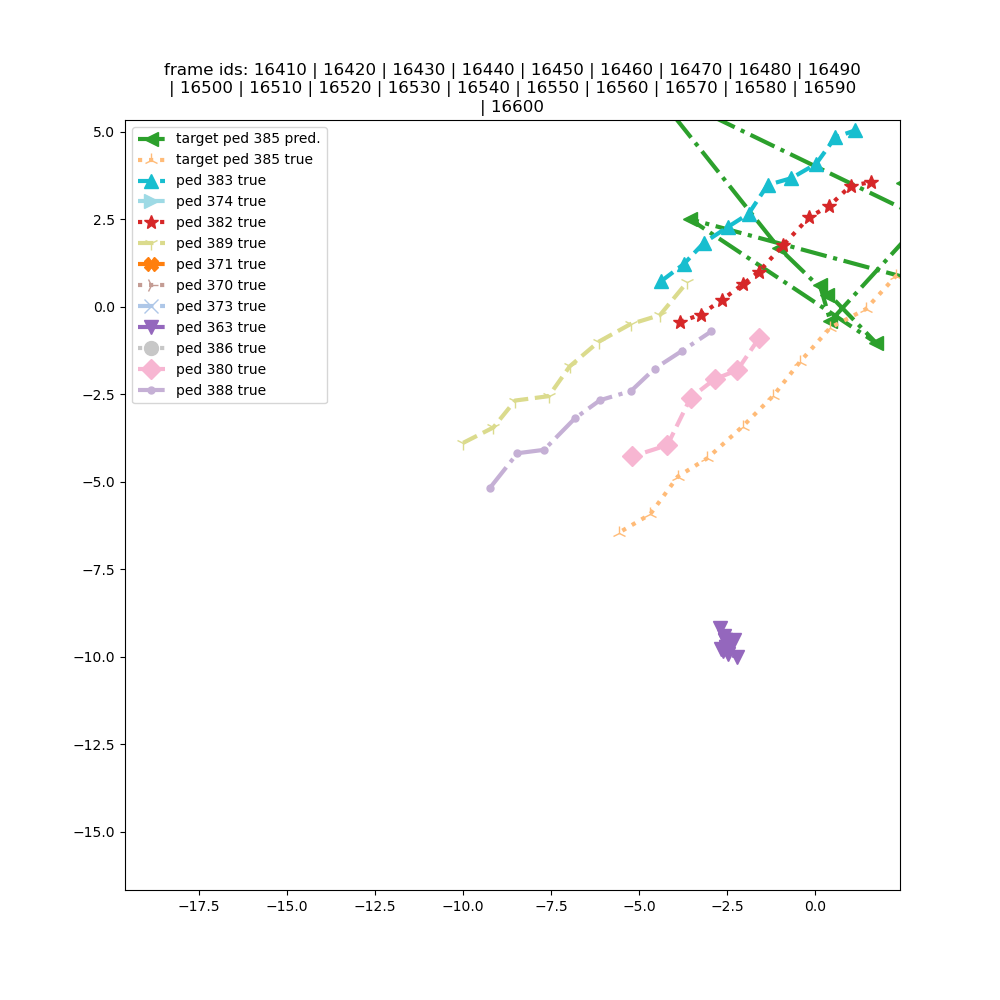 frame ids: 16410 | 16420 | 16430 | 16440 | 16450 | 16460 | 16470 | 16480 | 16490
| 16500 | 16510 | 16520 | 16530 | 16540 | 16550 | 16560 | 16570 | 16580 | 16590
| 16600
target ped 385 pred.
target ped 385 true
ped 383 true
ped 374 true
ped 382 true
ped 389 true
ped 371 true
ped 370 true
ped 373 true
ped 363 true
ped 386 true
ped 380 true
ped 388 true
5.0
2.5
0.0
−2.5
−5.0
−7.5
−10.0
−12.5
−15.0
−17.5 −15.0 −12.5 −10.0 −7.5 −5.0 −2.5 0.0